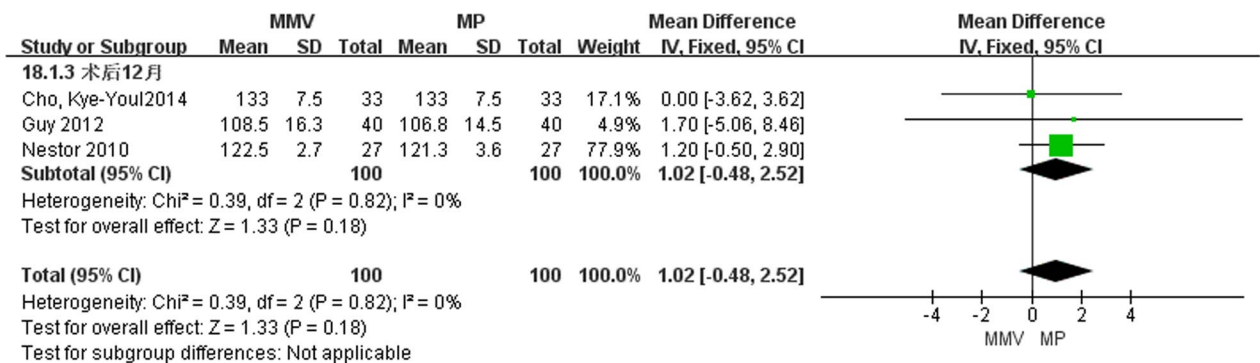 MMV MP Mean Difference Mean Difference
Study or Subgroup Mean SD Total Mean SD Total Weight IV, Fixed, 95% CI IV, Fixed, 95% CI
18.1.3 术后12月
Cho, Kye-Youl2014 133 7.5 33 133 7.5 33 17.1% 0.00 [-3.62, 3.62]
Guy 2012 108.5 16.3 40 106.8 14.5 40 4.9% 1.70 [-5.06, 8.46]
Nestor 2010 122.5 2.7 27 121.3 3.6 27 77.9% 1.20 [-0.50, 2.90]
Subtotal (95% CI) 100 100 100.0% 1.02 [-0.48, 2.52]
Heterogeneity: Chi² = 0.39, df = 2 (P = 0.82); I² = 0%
Test for overall effect: Z = 1.33 (P = 0.18)
Total (95% CI) 100 100 100.0% 1.02 [-0.48, 2.52]
Heterogeneity: Chi² = 0.39, df = 2 (P = 0.82); I² = 0%
Test for overall effect: Z = 1.33 (P = 0.18)
Test for subgroup differences: Not applicable
-4 -2 0 2 4
MMV MP